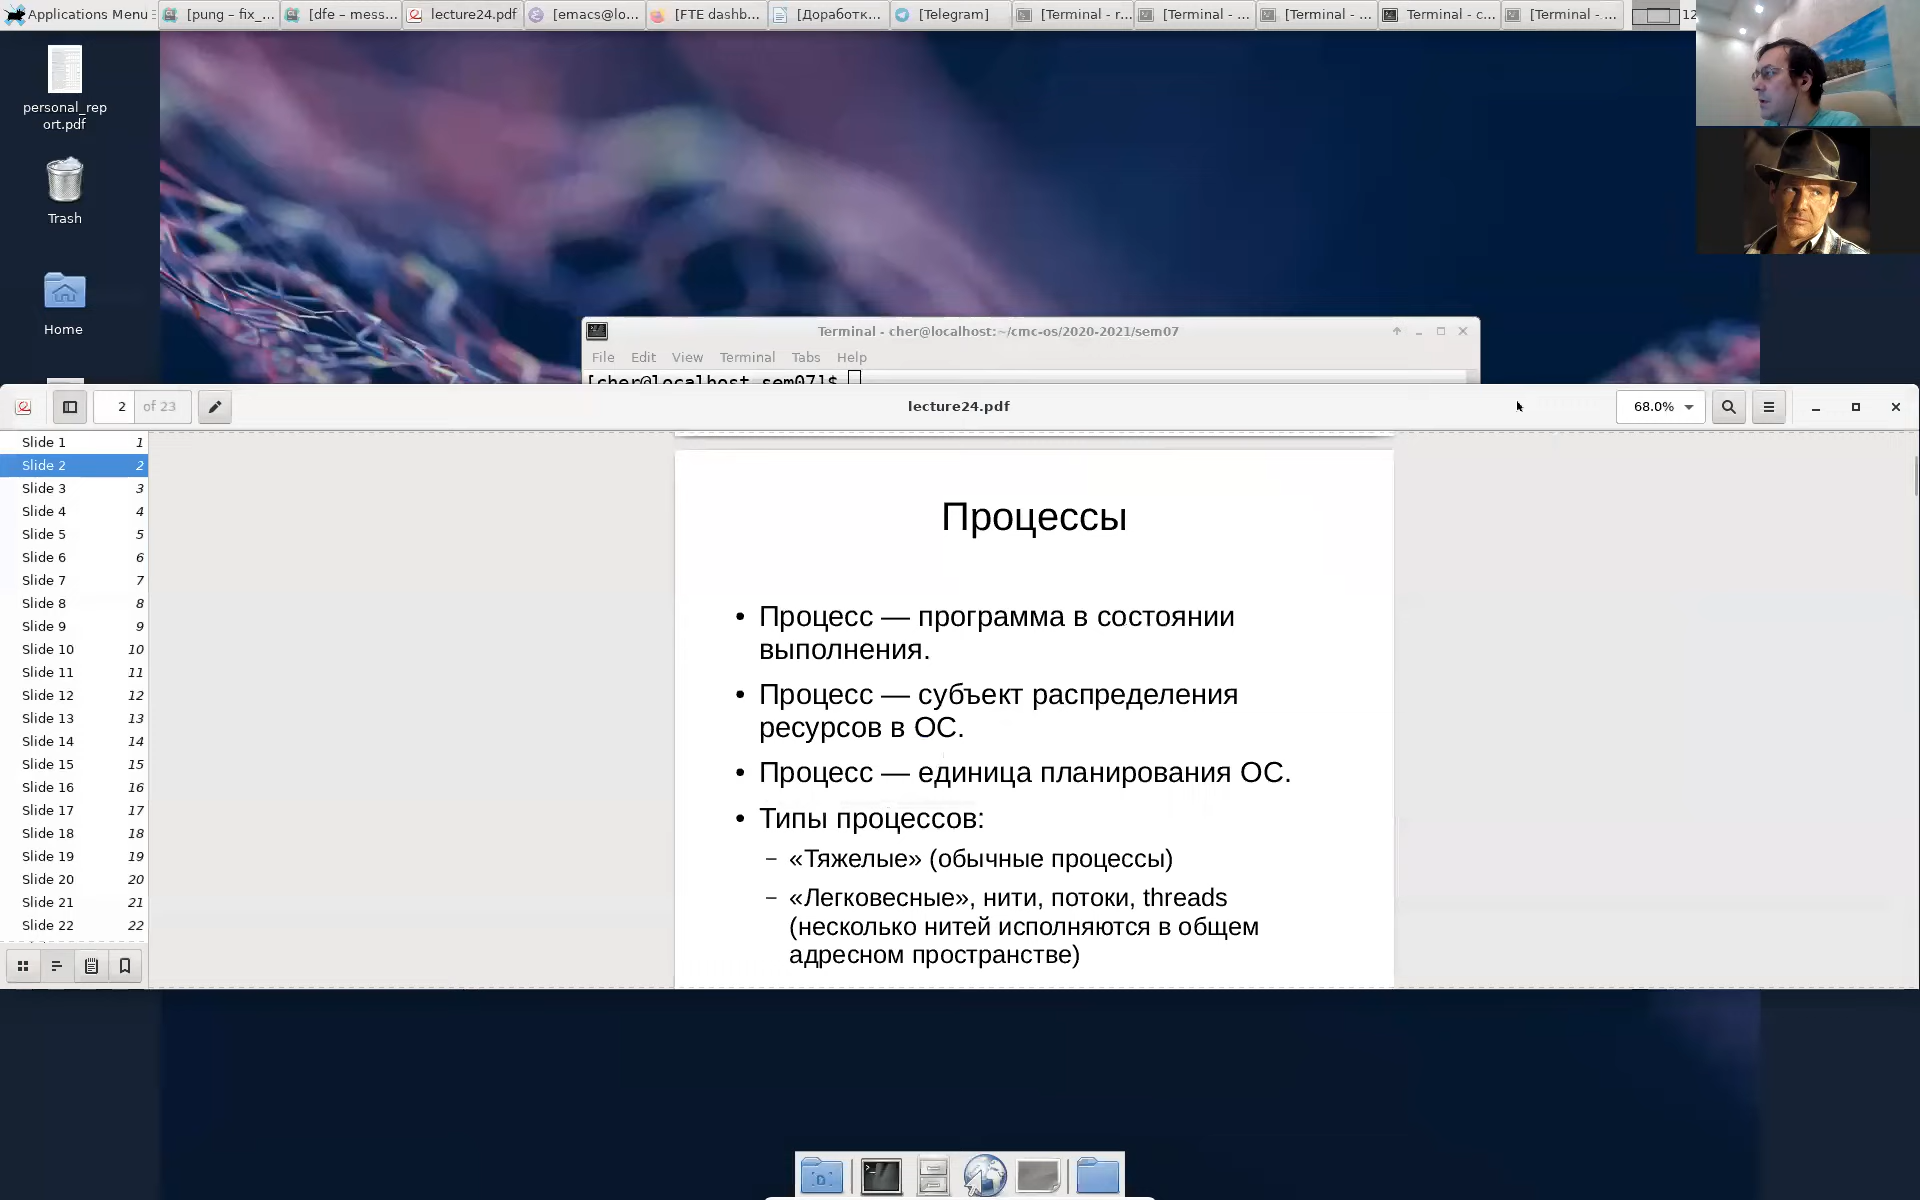 Applications Menu
[pung – fix_...
[dfe – mess...
lecture24.pdf
[emacs@lo...
[FTE dashb...
[Доработк...
[Telegram]
[Terminal - r...
[Terminal - ...
[Terminal - ...
Terminal - c...
[Terminal - ...
12
personal_rep
ort.pdf
Trash
Home
Terminal - cher@localhost:~/cmc-os/2020-2021/sem07
File Edit View Terminal Tabs Help
[cher@localhost sem07]$
2 of 23
lecture24.pdf
68.0%
Slide 1 1
Slide 2 2
Slide 3 3
Slide 4 4
Slide 5 5
Slide 6 6
Slide 7 7
Slide 8 8
Slide 9 9
Slide 10 10
Slide 11 11
Slide 12 12
Slide 13 13
Slide 14 14
Slide 15 15
Slide 16 16
Slide 17 17
Slide 18 18
Slide 19 19
Slide 20 20
Slide 21 21
Slide 22 22
Процессы
• Процесс — программа в состоянии
выполнения.
• Процесс — субъект распределения
ресурсов в ОС.
• Процесс — единица планирования ОС.
• Типы процессов:
– «Тяжелые» (обычные процессы)
– «Легковесные», нити, потоки, threads
(несколько нитей исполняются в общем
адресном пространстве)